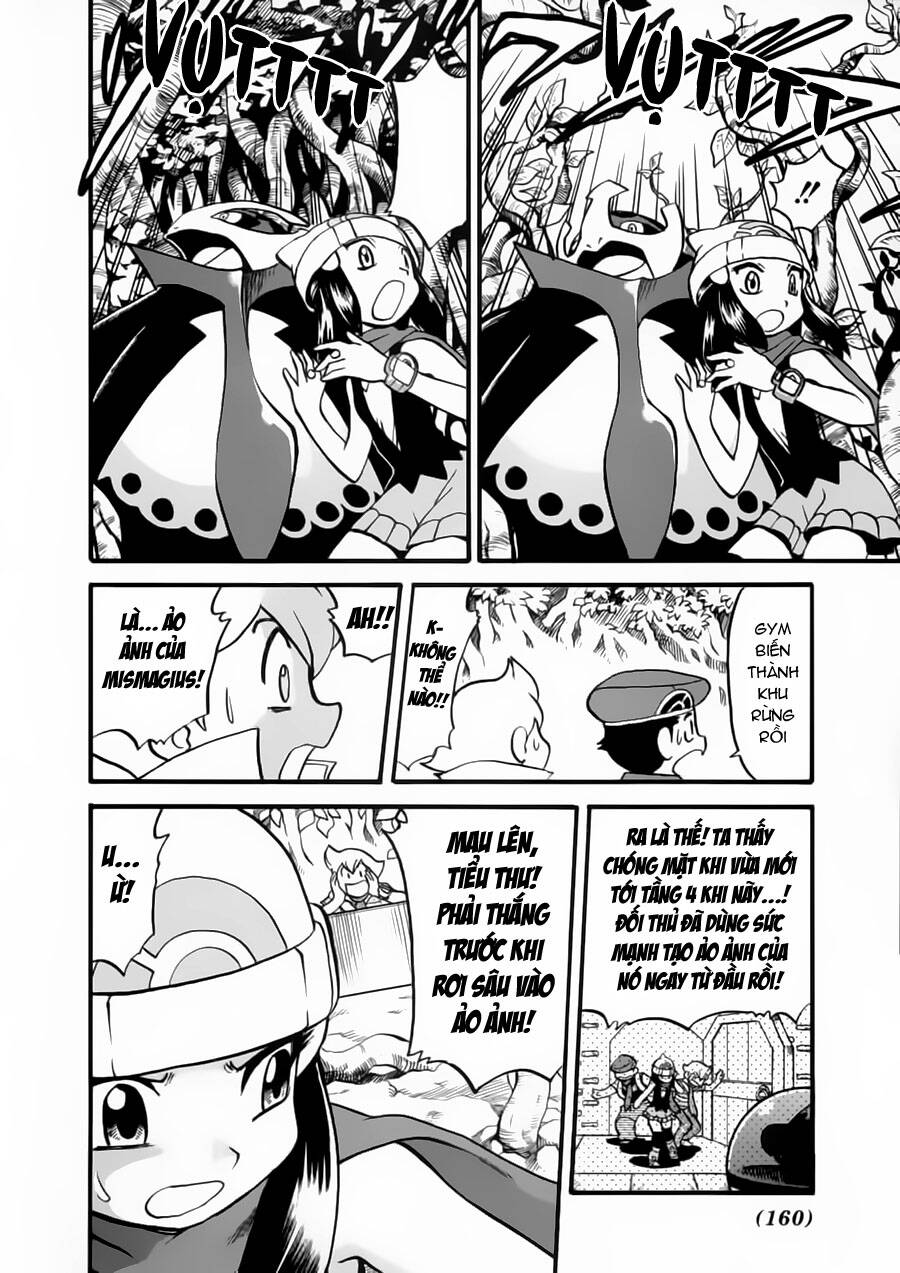 VỤTTTT
!!
VỤTTTT
GYM
BIẾN
THÀNH
KHU
RỪNG
RỒI
K-
KHÔNG
THỂ
NÀO!!
AH!!
LÀ... ẢO
ẢNH CỦA
MISMAGIUS!
RA LÀ THẾ! TA THẤY
CHÓNG MẶT KHI VỪA MỚI
TỚI TẦNG 4 KHI NÃY...!
ĐỐI THỦ ĐÃ DÙNG SỨC
MẠNH TẠO ẢO ẢNH CỦA
NÓ NGAY TỪ ĐẦU RỒI!
MAU LÊN,
TIỂU THƯ!
PHẢI THẮNG
TRƯỚC KHI
RƠI SÂU VÀO
ẢO ẢNH!
U...
Ừ!
(160)